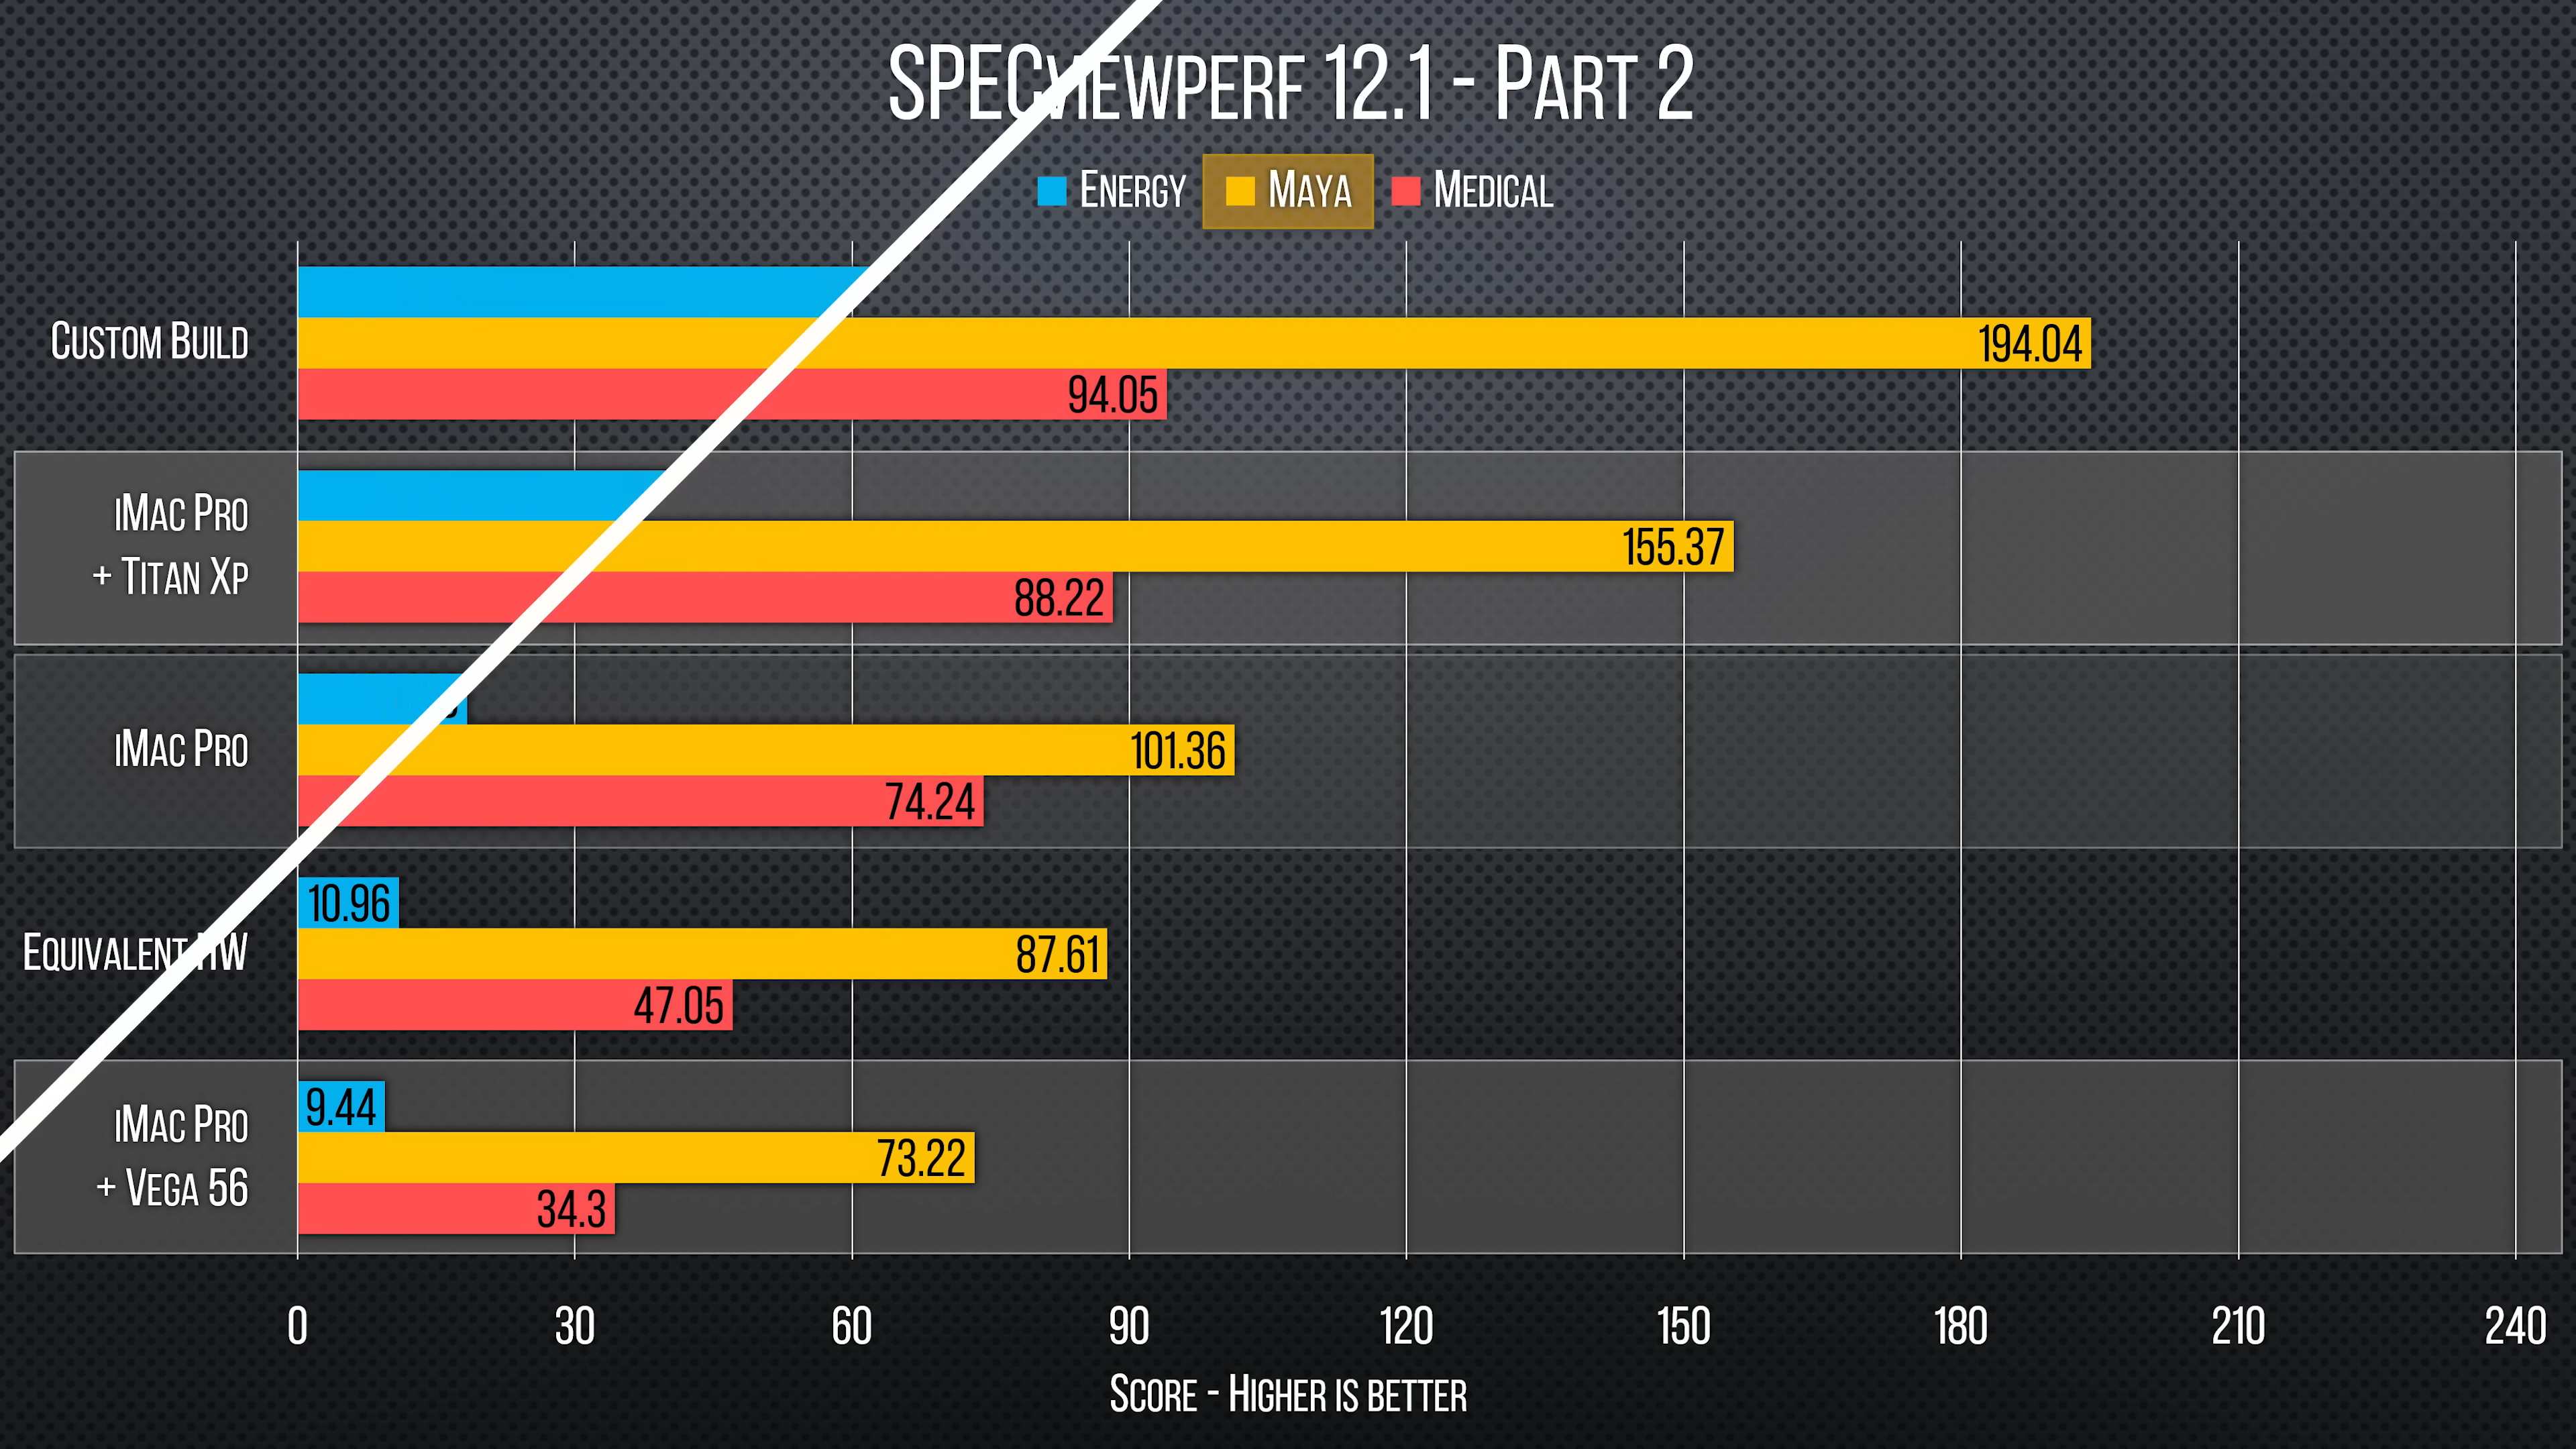 SPECviewperf 12.1 - Part 2
Energy Maya Medical
Custom Build
194.04
94.05
iMac Pro
+ Titan Xp
155.37
88.22
iMac Pro
101.36
74.24
Equivalent HW
10.96
87.61
47.05
iMac Pro
+ Vega 56
9.44
73.22
34.3
0 30 60 90 120 150 180 210 240
Score - Higher is better